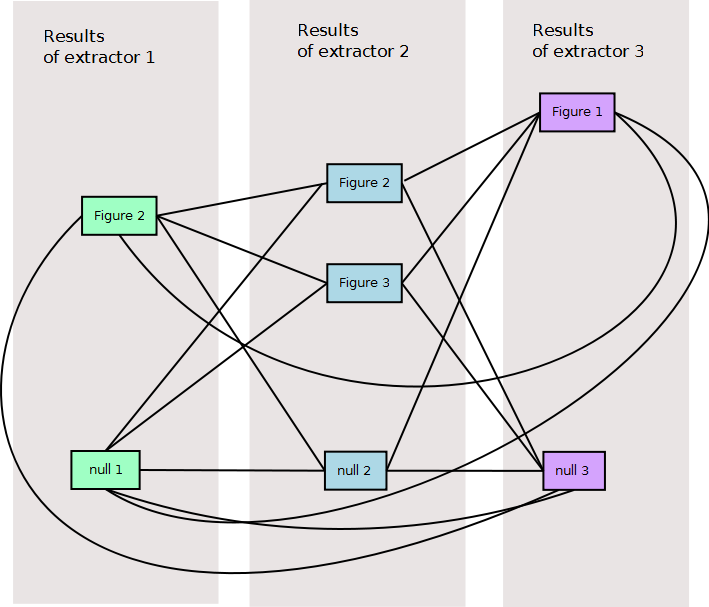 Results
of extractor 1
Results
of extractor 2
Results
of extractor 3
Figure 1
Figure 2
Figure 2
Figure 3
null 1
null 2
null 3